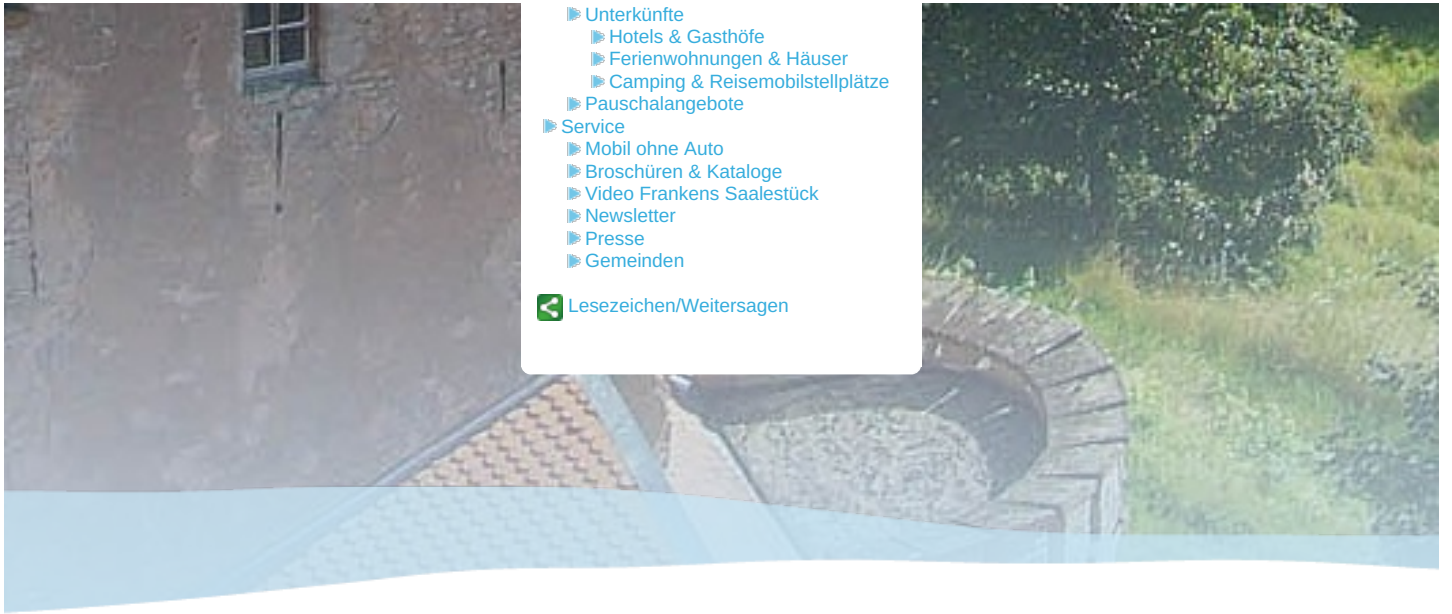 Unterkünfte
Hotels & Gasthöfe
Ferienwohnungen & Häuser
Camping & Reisemobilstellplätze
Pauschalangebote
Service
Mobil ohne Auto
Broschüren & Kataloge
Video Frankens Saalestück
Newsletter
Presse
Gemeinden
Lesezeichen/Weitersagen